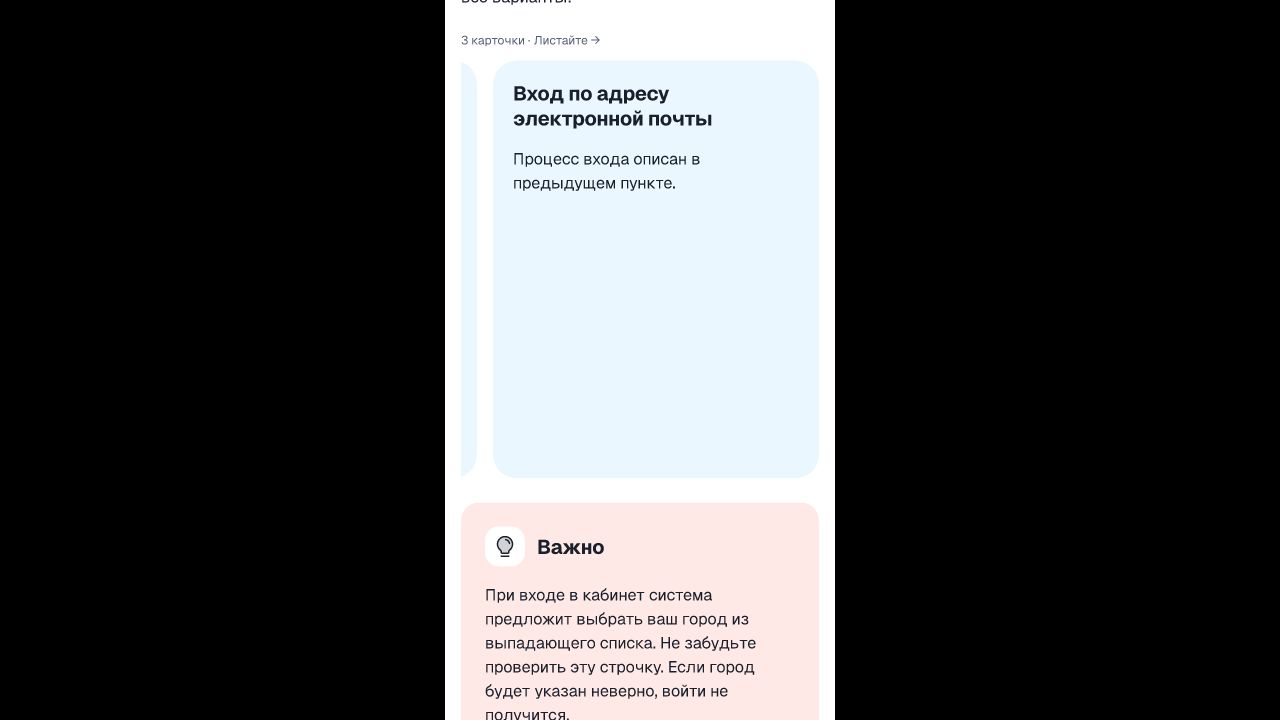 все варианты.
3 карточки · Листайте →
Вход по адресу
электронной почты
Процесс входа описан в
предыдущем пункте.
Важно
При входе в кабинет система
предложит выбрать ваш город из
выпадающего списка. Не забудьте
проверить эту строчку. Если город
будет указан неверно, войти не
получится.